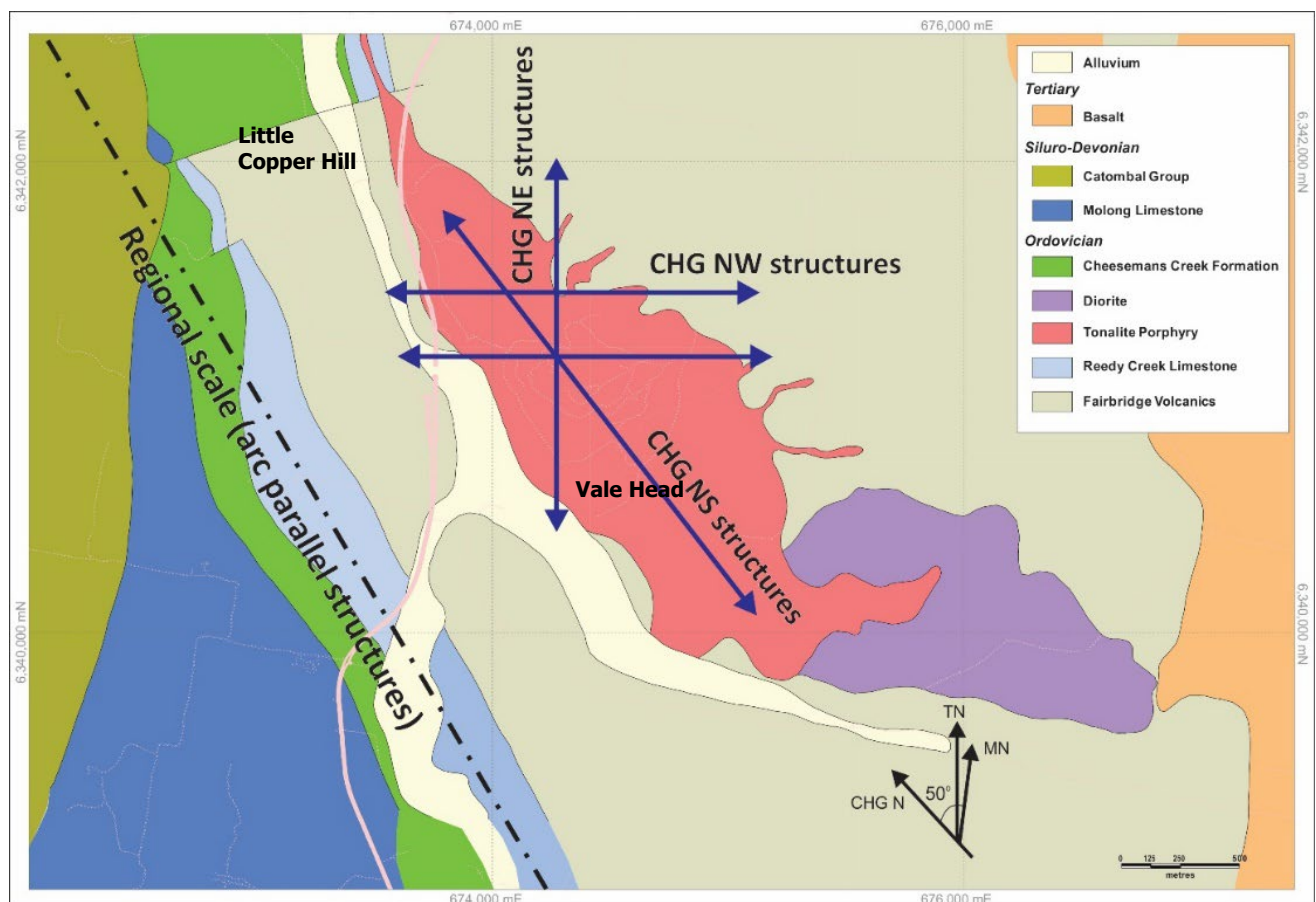 674,000 mE
676,000 mE
6,342,000 mN
6,342,000 mN
6,340,000 mN
6,340,000 mN
Little
Copper Hill
CHG NE structures
CHG NW structures
CHG NS structures
Vale Head
Regional scale (arc parallel structures)
Alluvium
Tertiary
Basalt
Siluro-Devonian
Catombal Group
Molong Limestone
Ordovician
Cheesemans Creek Formation
Diorite
Tonalite Porphyry
Reedy Creek Limestone
Fairbridge Volcanics
TN
MN
CHG N
50°
0 125 250 500
metres
674,000 mE
676,000 mE